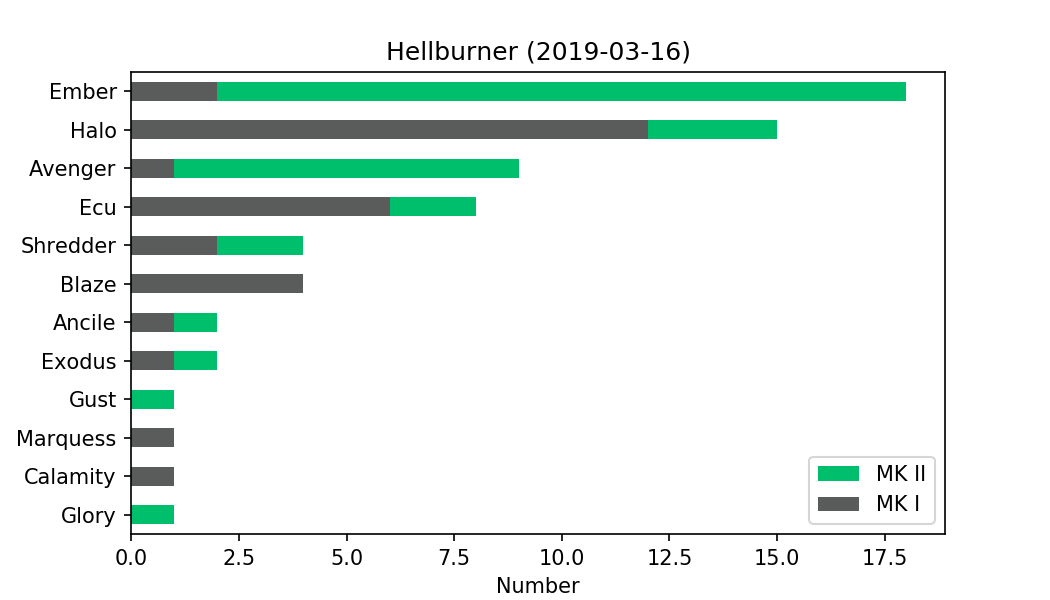 Hellburner (2019-03-16)
Ember
Halo
Avenger
Ecu
Shredder
Blaze
Ancile
Exodus
Gust
Marquess
Calamity
Glory
MK II
MK I
0.0 2.5 5.0 7.5 10.0 12.5 15.0 17.5
Number